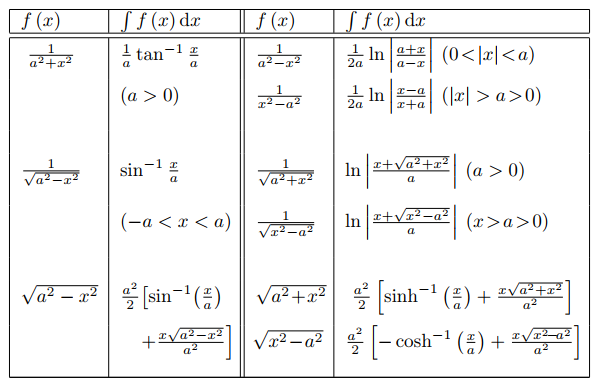 f (x) ∫ f (x) dx f (x) ∫ f (x) dx
1/(a²+x²) (1/a) tan⁻¹ (x/a) 1/(a²−x²) (1/2a) ln |(a+x)/(a−x)| (0<|x|<a)
(a > 0) 1/(x²−a²) (1/2a) ln |(x−a)/(x+a)| (|x| > a>0)
1/√(a²−x²) sin⁻¹ (x/a) 1/√(a²+x²) ln |(x+√(a²+x²))/a| (a > 0)
(−a < x < a) 1/√(x²−a²) ln |(x+√(x²−a²))/a| (x>a>0)
√(a² − x²) (a²/2) [sin⁻¹(x/a) √(a²+x²) (a²/2) [sinh⁻¹ (x/a) + (x√(a²+x²))/a²]
+(x√(a²−x²))/a²] √(x²−a²) (a²/2) [− cosh⁻¹ (x/a) + (x√(x²−a²))/a²]